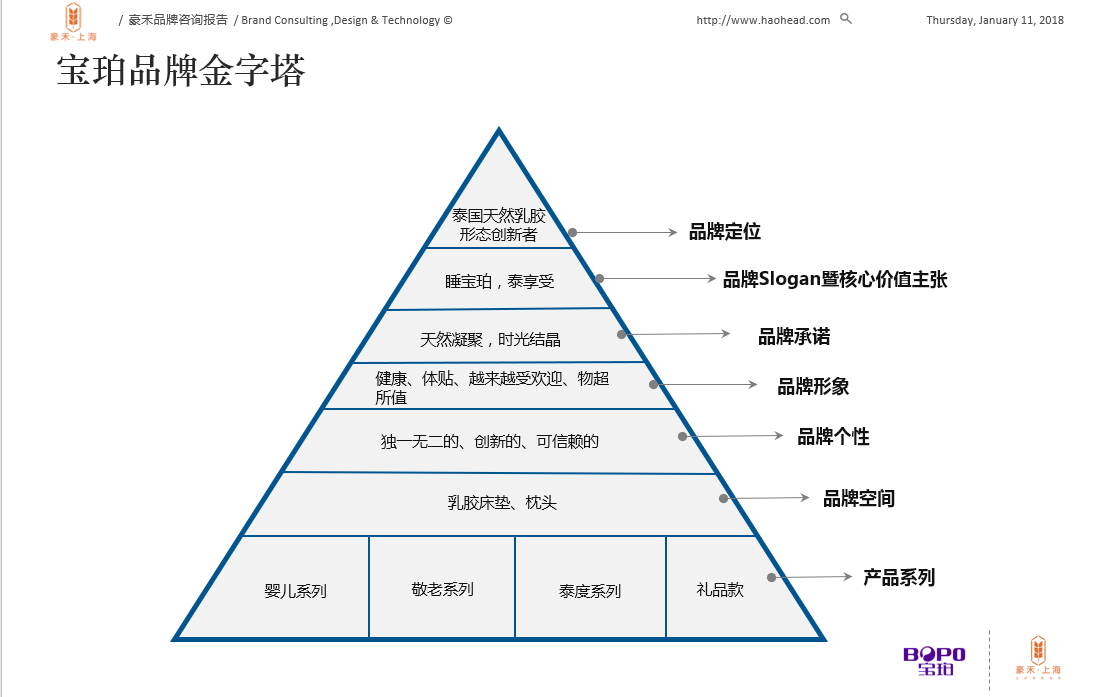 豪禾·上海
/ 豪禾品牌咨询报告 / Brand Consulting ,Design & Technology ©
http://www.haohead.com
Thursday, January 11, 2018
宝珀品牌金字塔
泰国天然乳胶
形态创新者
品牌定位
睡宝珀，泰享受
品牌Slogan暨核心价值主张
天然凝聚，时光结晶
品牌承诺
健康、体贴、越来越受欢迎、物超
所值
品牌形象
独一无二的、创新的、可信赖的
品牌个性
乳胶床垫、枕头
品牌空间
婴儿系列
敬老系列
泰度系列
礼品款
产品系列
BOPO
宝珀
豪禾·上海